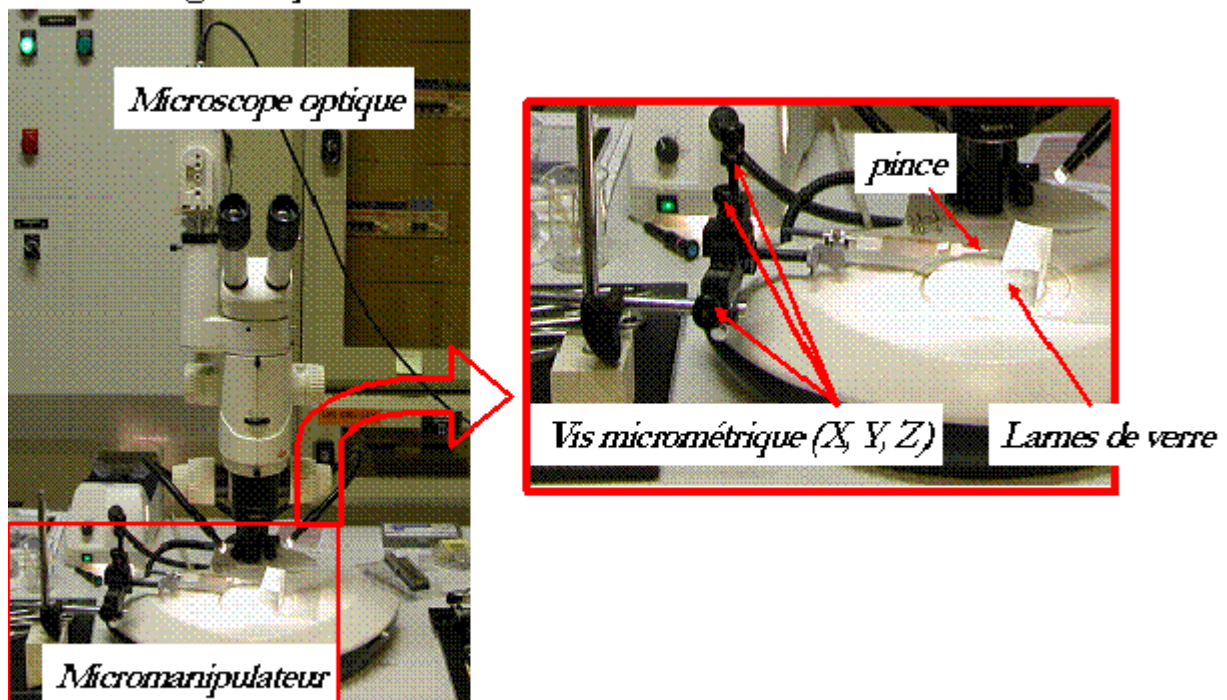 Microscope optique
Micromanipulateur
pince
Vis micrométrique (X, Y, Z)
Lames de verre